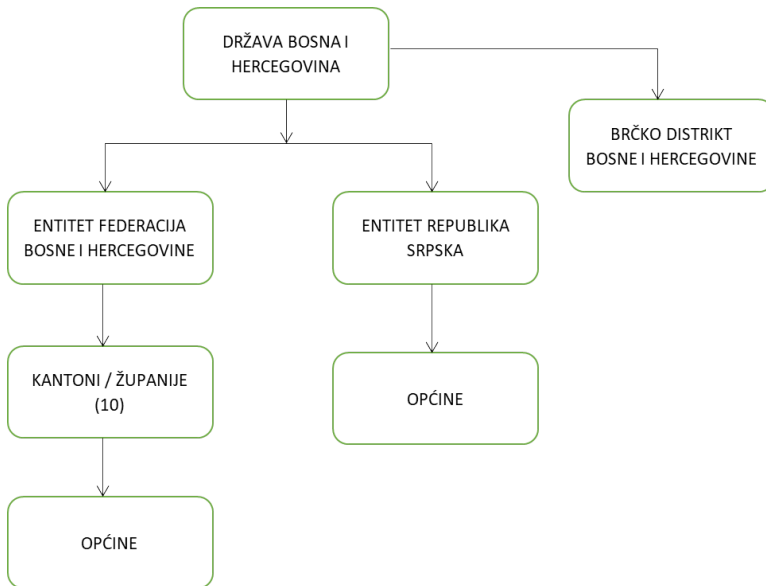 DRŽAVA BOSNA I
HERCEGOVINA
BRČKO DISTRIKT
BOSNE I HERCEGOVINE
ENTITET FEDERACIJA
BOSNE I HERCEGOVINE
ENTITET REPUBLIKA
SRPSKA
KANTONI / ŽUPANIJE
(10)
OPĆINE
OPĆINE